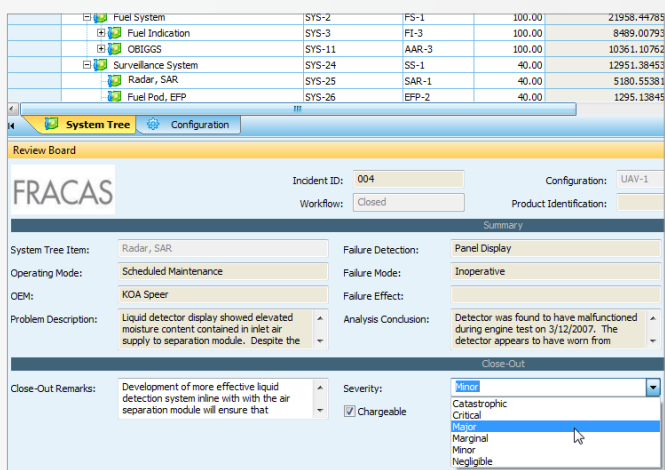 Fuel System SYS-2 FS-1 100.00 21958.44785
Fuel Indication SYS-3 FI-3 100.00 8489.00793
OBIGGS SYS-11 AAR-3 100.00 10361.10762
Surveillance System SYS-24 SS-1 40.00 12951.38453
Radar, SAR SYS-25 SAR-1 40.00 5180.55381
Fuel Pod, EFP SYS-26 EFP-2 40.00 1295.13845
System Tree Configuration
Review Board
FRACAS
Incident ID: 004 Configuration: UAV-1
Workflow: Closed Product Identification:
Summary
System Tree Item: Radar, SAR Failure Detection: Panel Display
Operating Mode: Scheduled Maintenance Failure Mode: Inoperative
OEM: KOA Speer Failure Effect:
Problem Description: Liquid detector display showed elevated
moisture content contained in inlet air
supply to separation module. Despite the
Analysis Conclusion: Detector was found to have malfunctioned
during engine test on 3/12/2007. The
detector appears to have worn from
Close-Out
Close-Out Remarks: Development of more effective liquid
detection system inline with with the air
separation module will ensure that
Severity: Minor
Chargeable
Catastrophic
Critical
Major
Marginal
Minor
Negligible